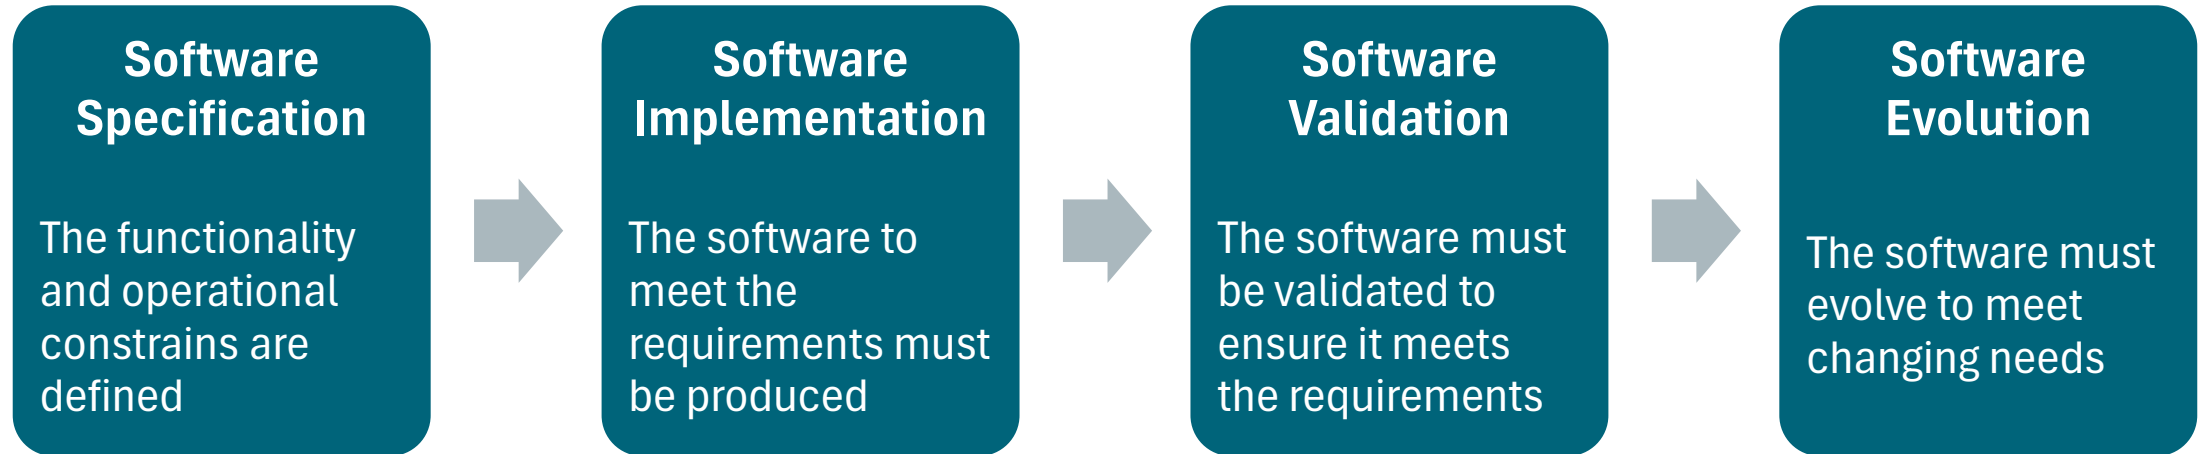 Software
Specification
The functionality
and operational
constrains are
defined
Software
Implementation
The software to
meet the
requirements must
be produced
Software
Validation
The software must
be validated to
ensure it meets
the requirements
Software
Evolution
The software must
evolve to meet
changing needs